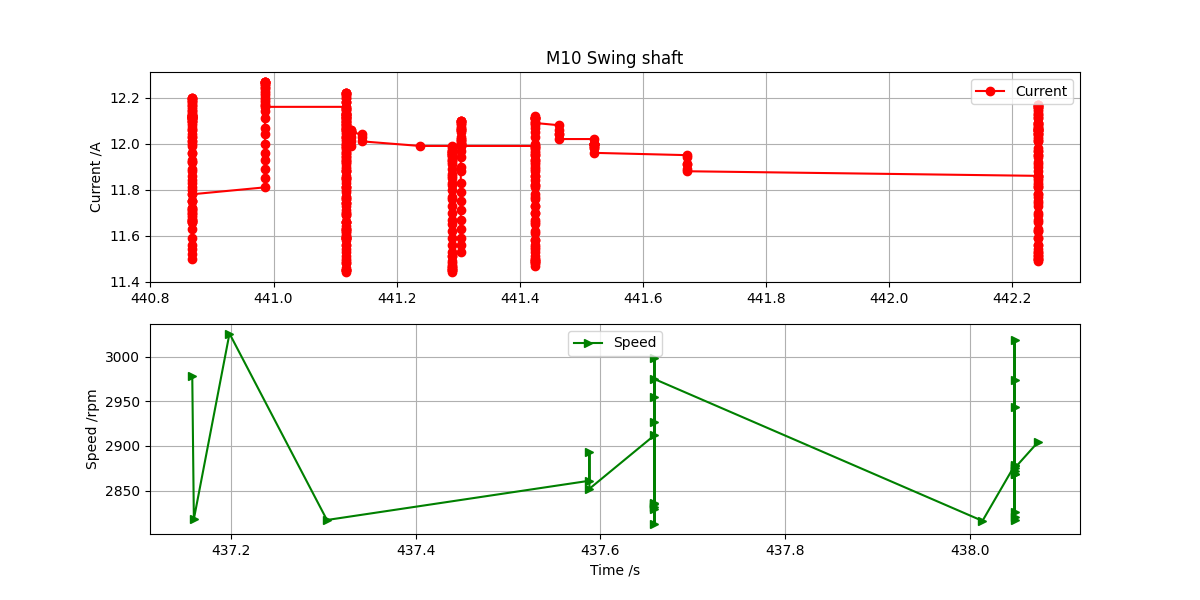 M10 Swing shaft
Current /A
12.2
12.0
11.8
11.6
11.4
Current
440.8 441.0 441.2 441.4 441.6 441.8 442.0 442.2
Speed /rpm
3000
2950
2900
2850
Speed
437.2 437.4 437.6 437.8 438.0
Time /s